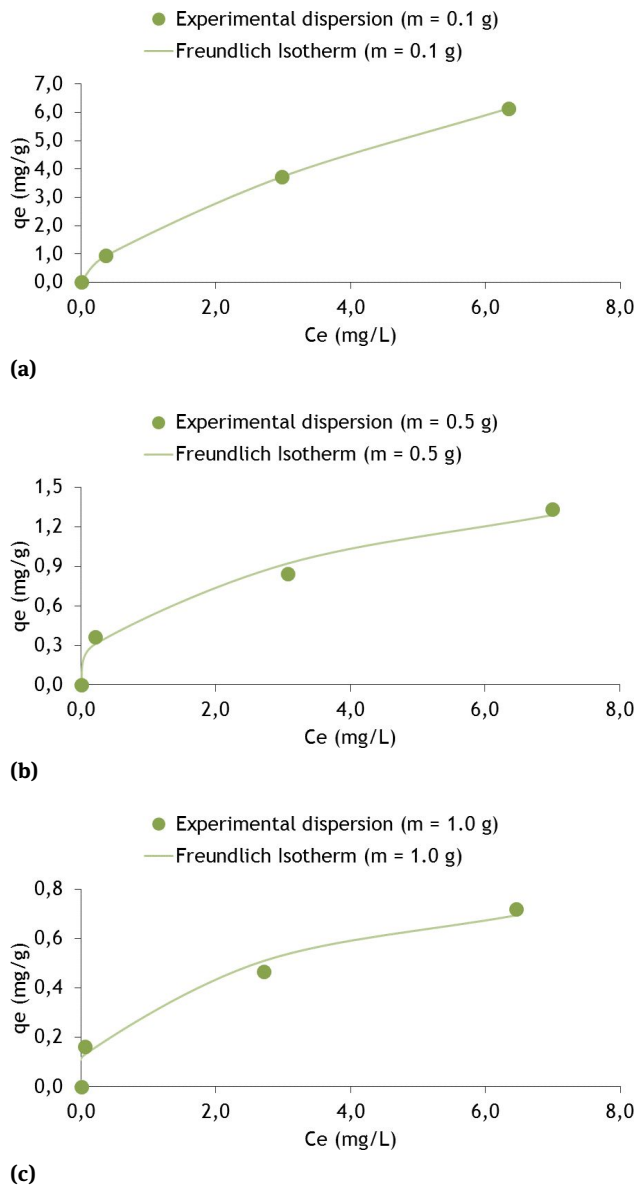 Experimental dispersion (m = 0.1 g)
Freundlich Isotherm (m = 0.1 g)
7,0
6,0
5,0
4,0
3,0
2,0
1,0
0,0
qe (mg/g)
0,0 2,0 4,0 6,0 8,0
Ce (mg/L)
(a)
Experimental dispersion (m = 0.5 g)
Freundlich Isotherm (m = 0.5 g)
1,5
1,2
0,9
0,6
0,3
0,0
qe (mg/g)
0,0 2,0 4,0 6,0 8,0
Ce (mg/L)
(b)
Experimental dispersion (m = 1.0 g)
Freundlich Isotherm (m = 1.0 g)
0,8
0,6
0,4
0,2
0,0
qe (mg/g)
0,0 2,0 4,0 6,0 8,0
Ce (mg/L)
(c)